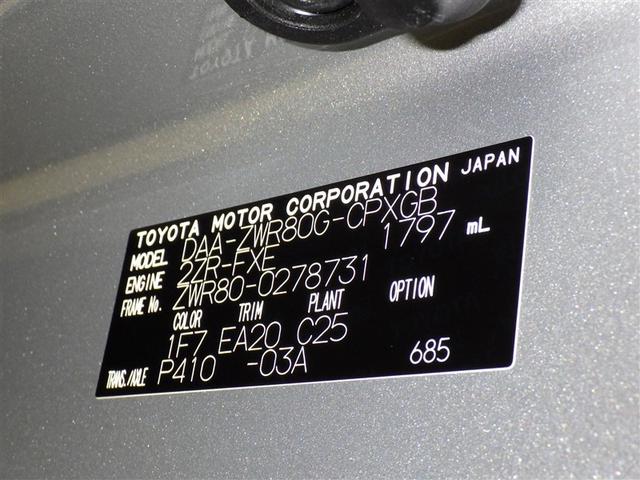 TOYOTA MOTOR CORPORATION JAPAN
MODEL DAA-ZWR80G-CPXGB
ENGINE 2ZR-FXE 1797 mL
FRAME No. ZWR80-0278731
COLOR TRIM PLANT OPTION
1F7 EA20 C25
TRANS./AXLE P410 -03A 685